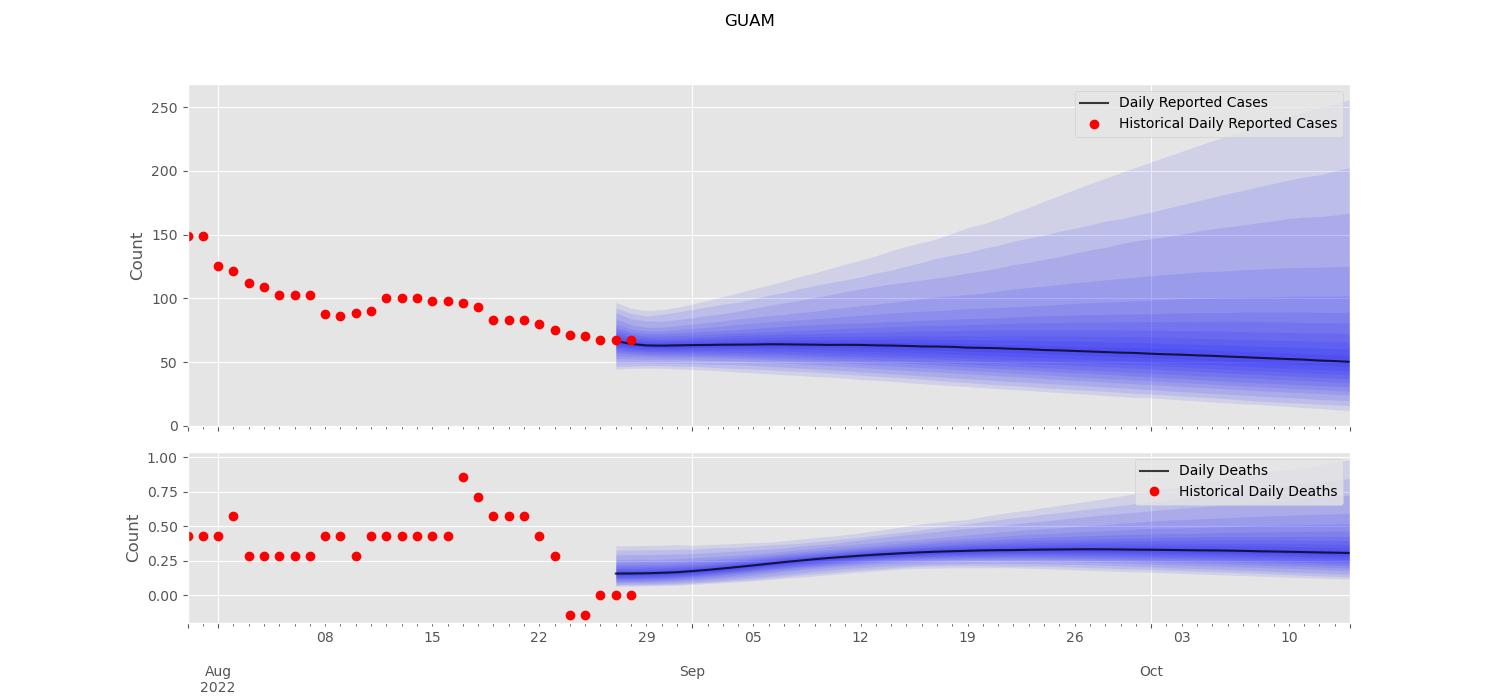 GUAM
250
200
150
100
50
0
Count
Daily Reported Cases
Historical Daily Reported Cases
1.00
0.75
0.50
0.25
0.00
Count
Daily Deaths
Historical Daily Deaths
08 15 22 29 05 12 19 26 03 10
Aug Sep Oct
2022